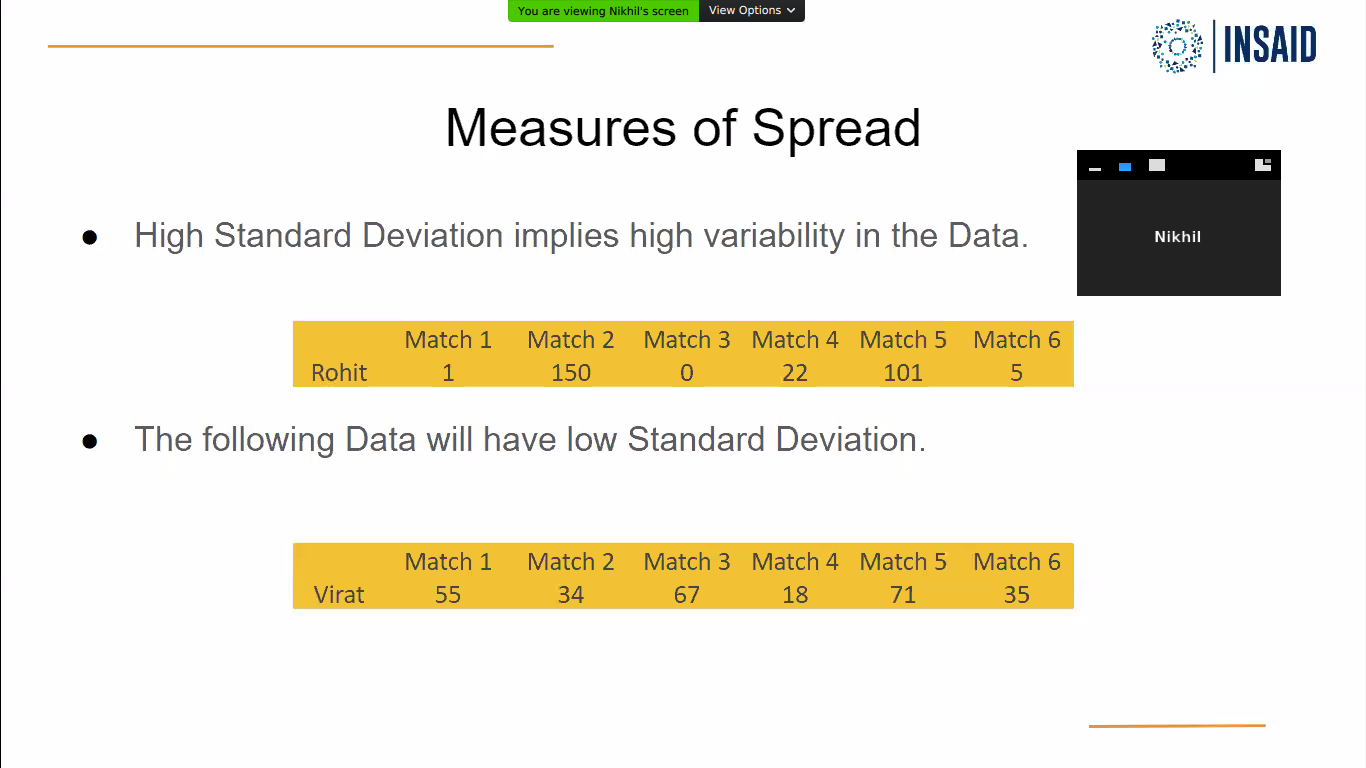 You are viewing Nikhil's screen View Options
INSAID
Measures of Spread
Nikhil
● High Standard Deviation implies high variability in the Data.
Match 1 Match 2 Match 3 Match 4 Match 5 Match 6
Rohit 1 150 0 22 101 5
● The following Data will have low Standard Deviation.
Match 1 Match 2 Match 3 Match 4 Match 5 Match 6
Virat 55 34 67 18 71 35